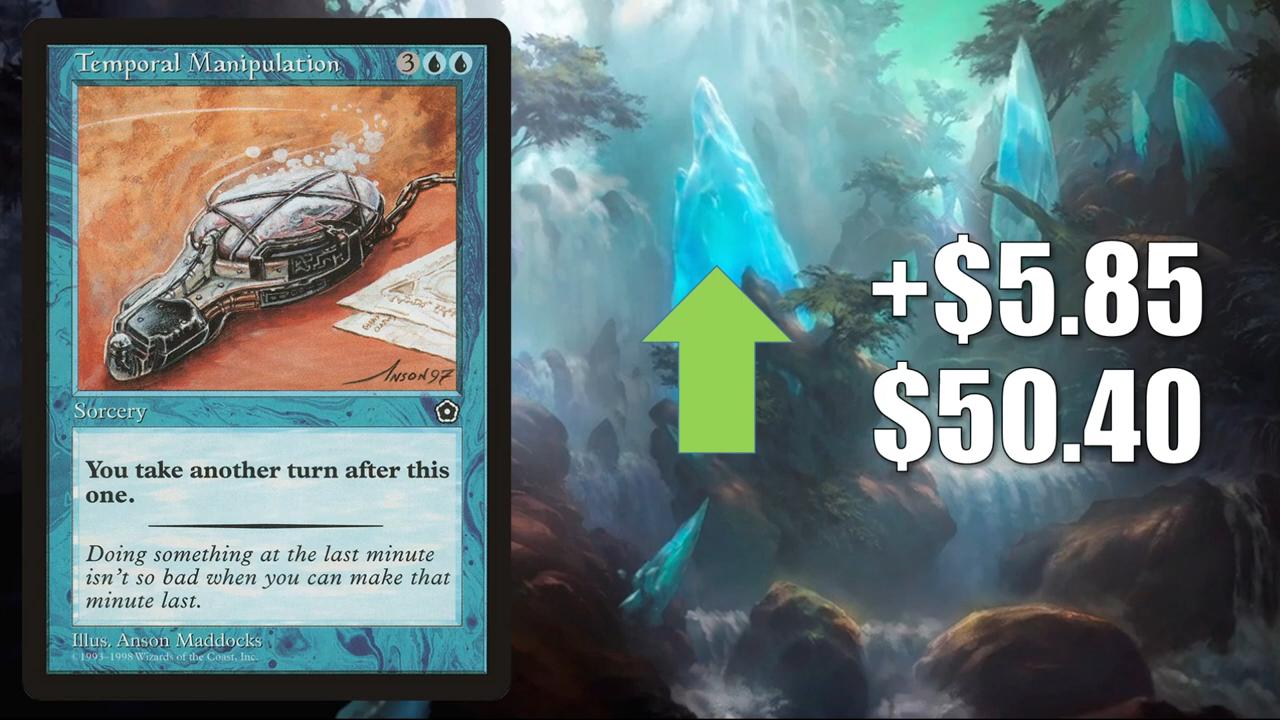 Temporal Manipulation 3
ANSON 97
Sorcery
You take another turn after this
one.
Doing something at the last minute
isn't so bad when you can make that
minute last.
Illus. Anson Maddocks
©1993–1998 Wizards of the Coast, Inc.
+$5.85
$50.40